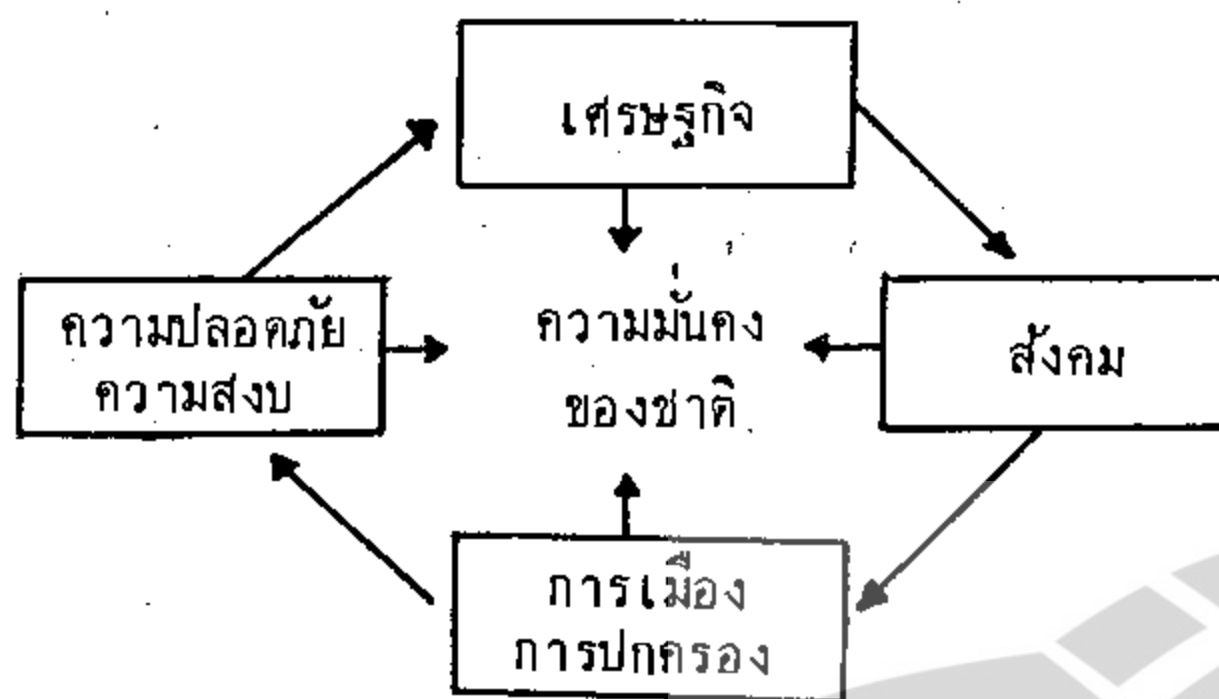 เศรษฐกิจ
ความปลอดภัย
ความสงบ
ความมั่นคง
ของชาติ
สังคม
การเมือง
การปกครอง